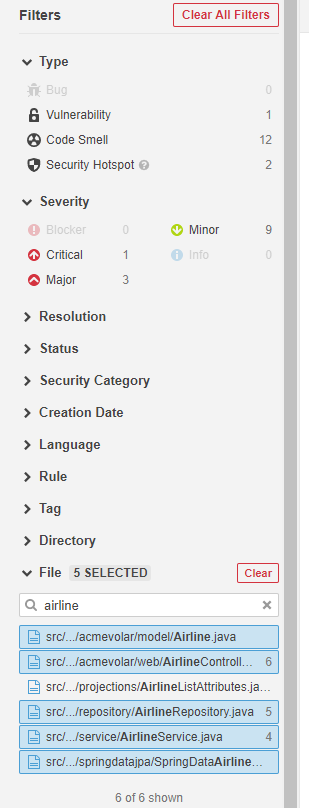 Filters Clear All Filters
Type
Bug 0
Vulnerability 1
Code Smell 12
Security Hotspot ? 2
Severity
Blocker 0 Minor 9
Critical 1 Info 0
Major 3
Resolution
Status
Security Category
Creation Date
Language
Rule
Tag
Directory
File 5 SELECTED Clear
airline
src/.../acmevolar/model/Airline.java
src/.../acmevolar/web/AirlineControll... 6
src/.../projections/AirlineListAttributes.ja...
src/.../repository/AirlineRepository.java 5
src/.../service/AirlineService.java 4
src/.../springdatajpa/SpringDataAirline...
6 of 6 shown